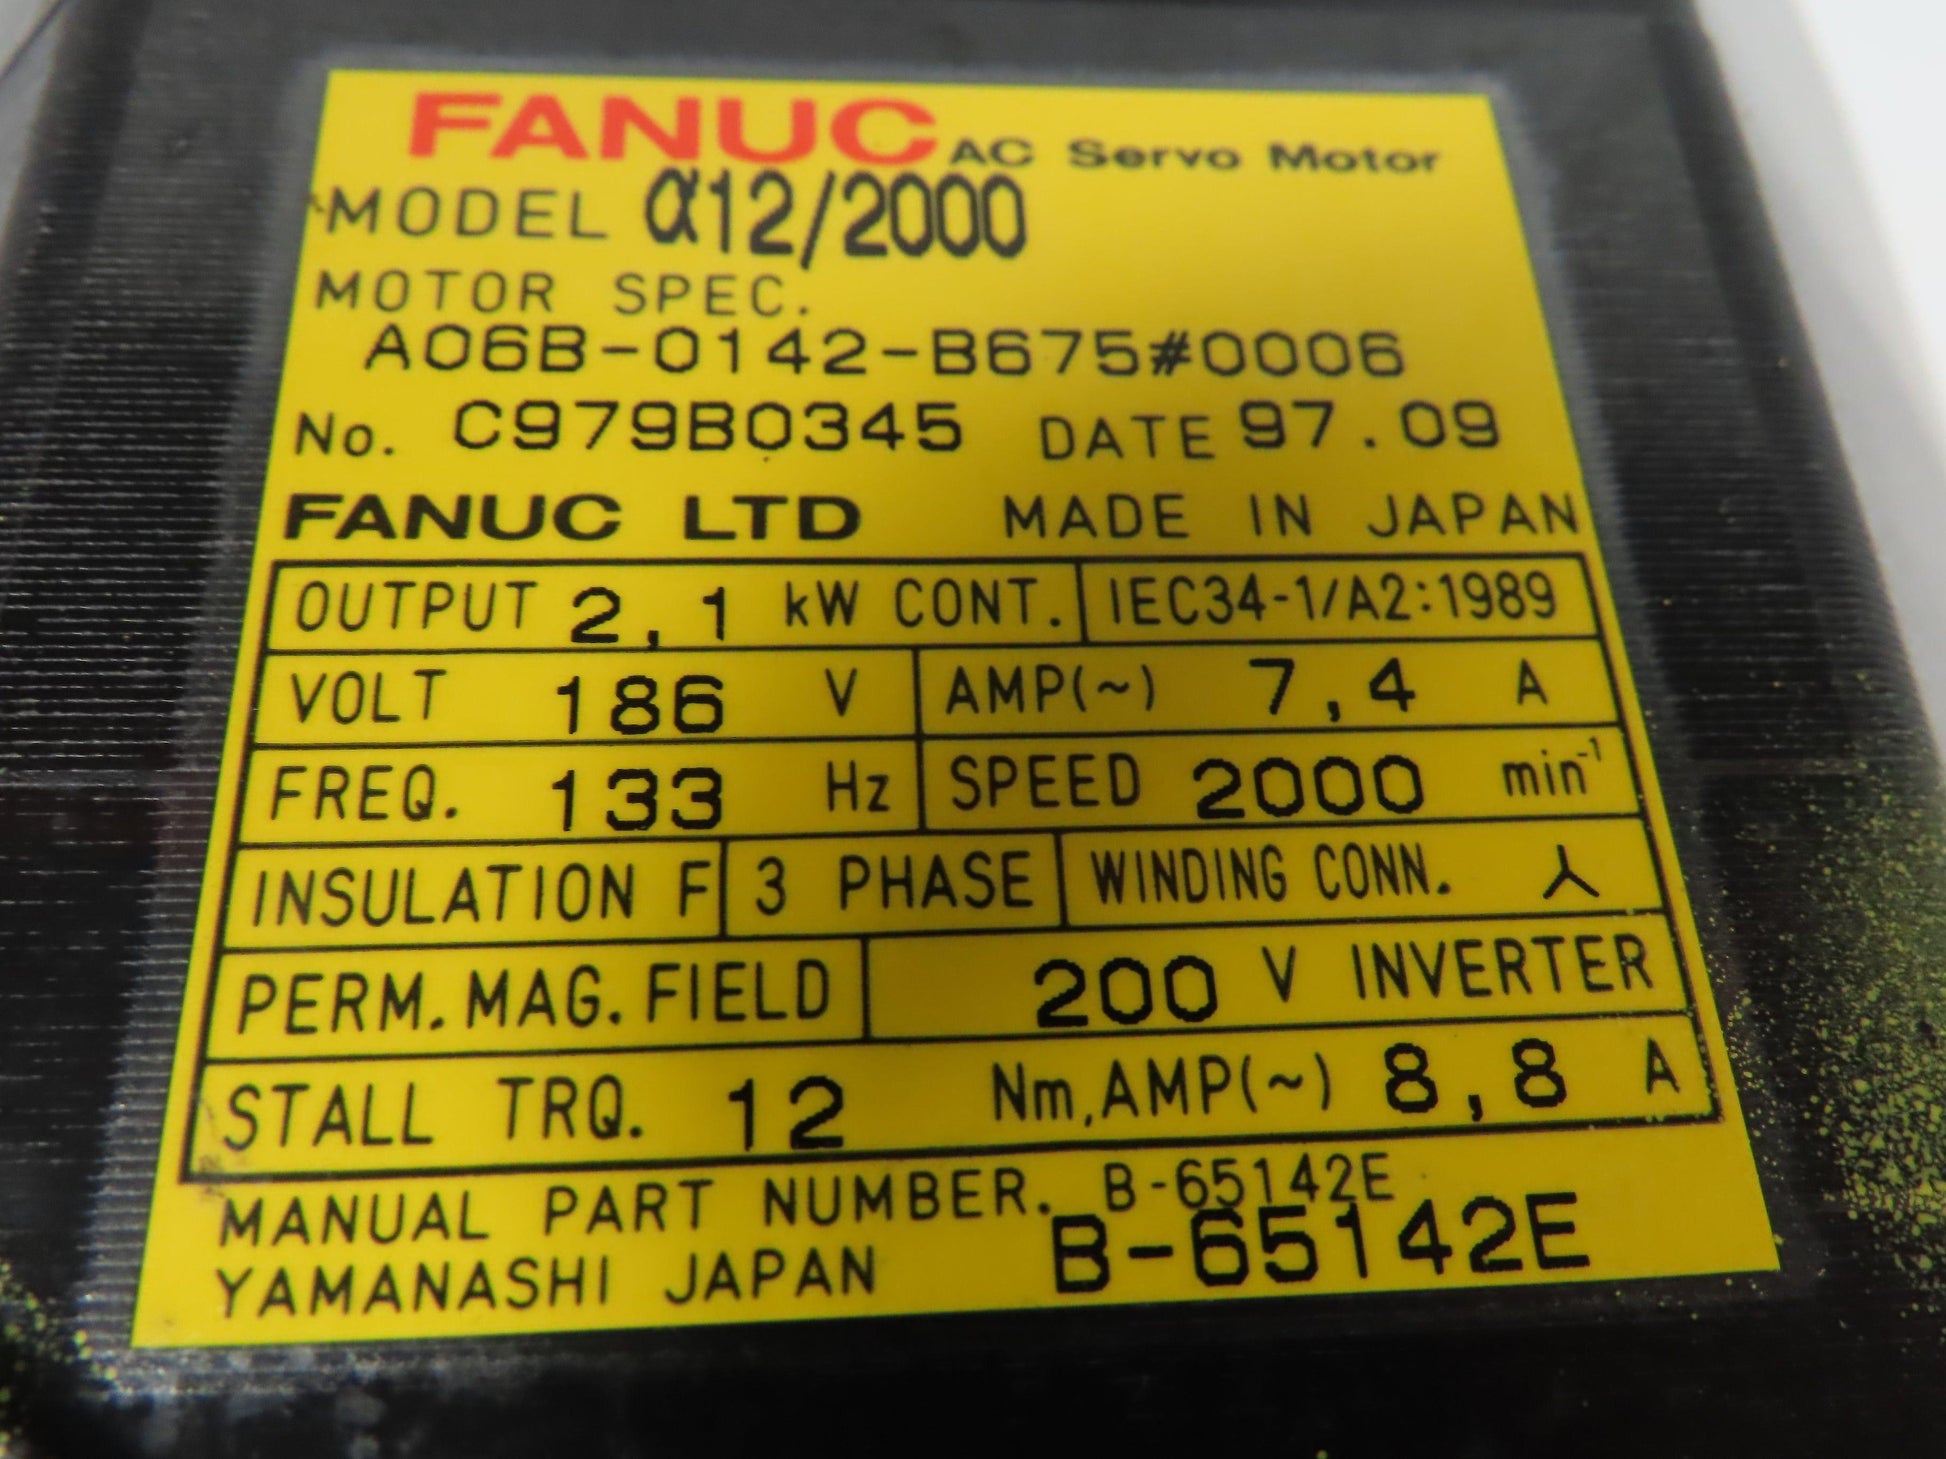 FANUC AC Servo Motor
MODEL α12/2000
MOTOR SPEC.
A06B-0142-B675#0006
No. C979B0345 DATE 97.09
FANUC LTD MADE IN JAPAN
OUTPUT 2,1 kW CONT. IEC34-1/A2:1989
VOLT 186 V AMP(~) 7,4 A
FREQ. 133 Hz SPEED 2000 min⁻¹
INSULATION F 3 PHASE WINDING CONN. ⅄
PERM.MAG.FIELD 200 V INVERTER
STALL TRQ. 12 Nm,AMP(~) 8,8 A
MANUAL PART NUMBER. B-65142E
YAMANASHI JAPAN B-65142E